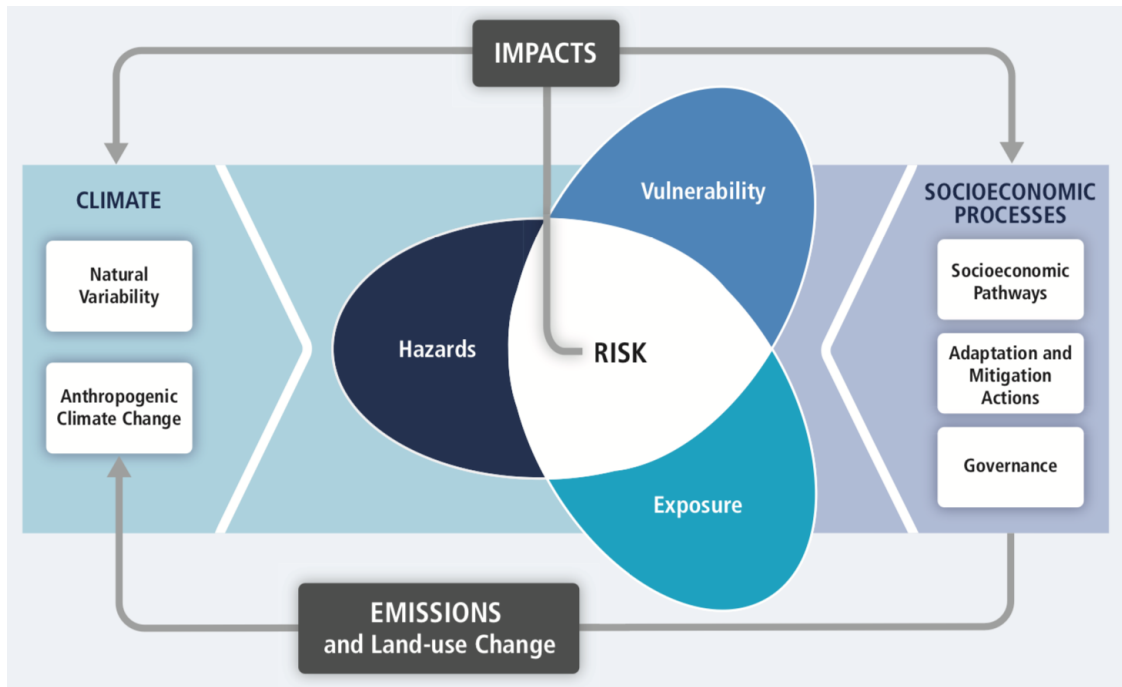 IMPACTS
CLIMATE
Natural
Variability
Anthropogenic
Climate Change
Vulnerability
Hazards
RISK
Exposure
SOCIOECONOMIC
PROCESSES
Socioeconomic
Pathways
Adaptation and
Mitigation
Actions
Governance
EMISSIONS
and Land-use Change